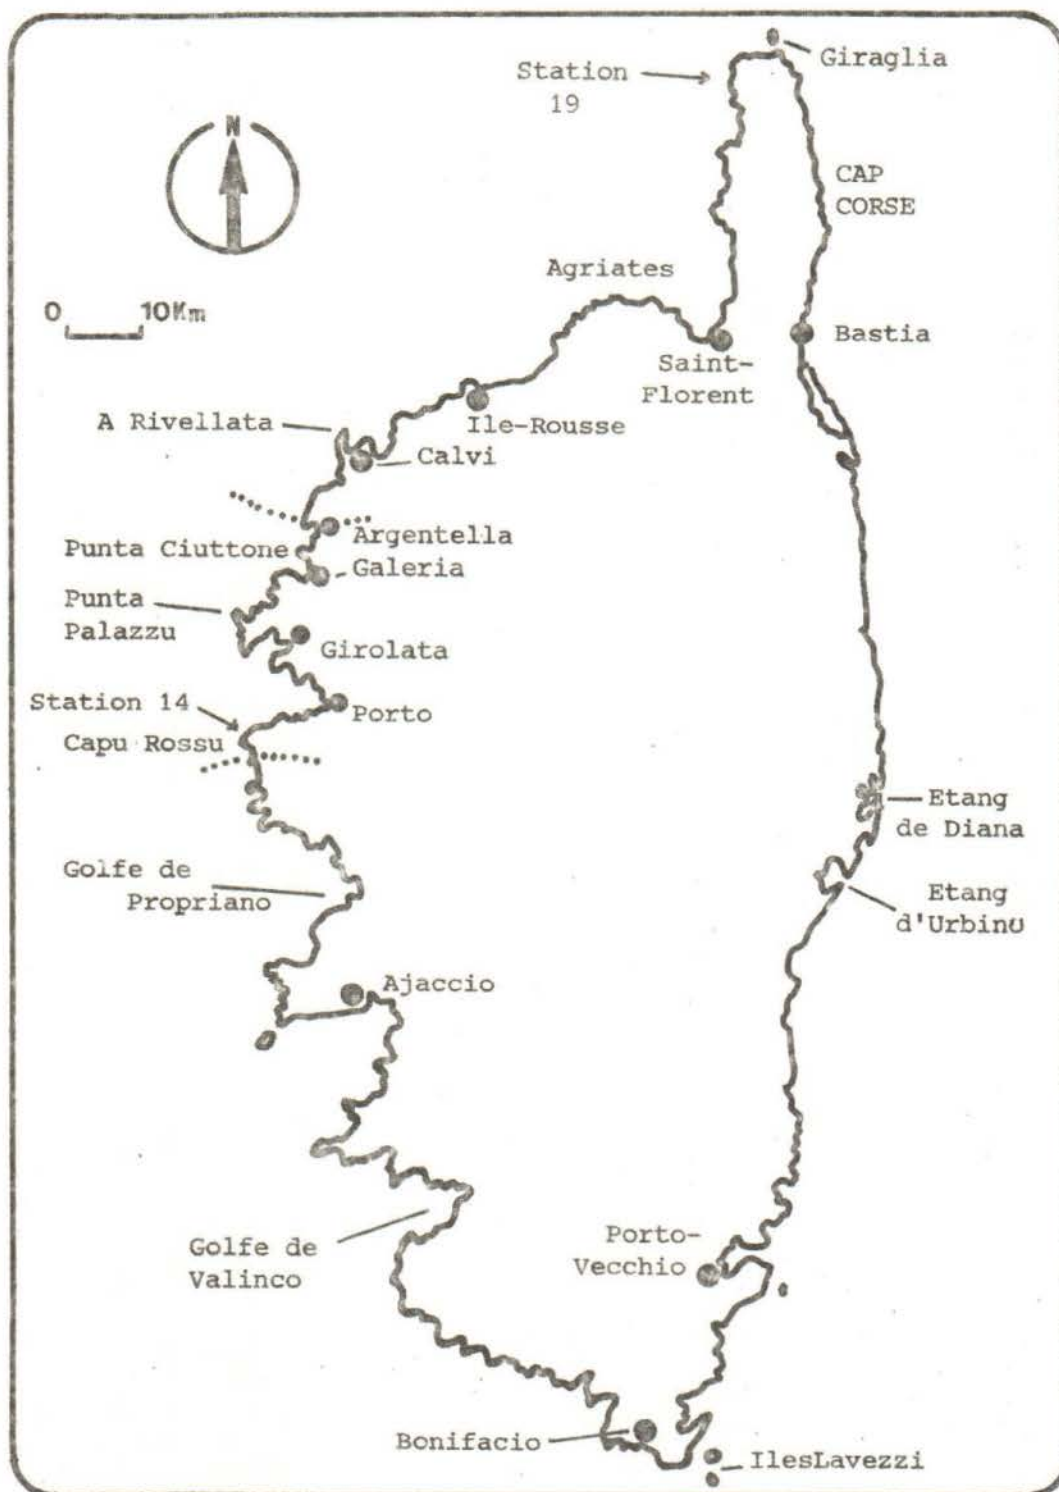 Giraglia
Station
19
N
CAP
CORSE
Agriates
0 10Km
Bastia
Saint-
Florent
A Rivellata
Ile-Rousse
Calvi
Argentella
Punta Ciuttone
Galeria
Punta
Palazzu
Girolata
Station 14
Porto
Capu Rossu
Etang
de Diana
Golfe de
Propriano
Etang
d'Urbino
Ajaccio
Porto-
Vecchio
Golfe de
Valinco
Bonifacio
IlesLavezzi